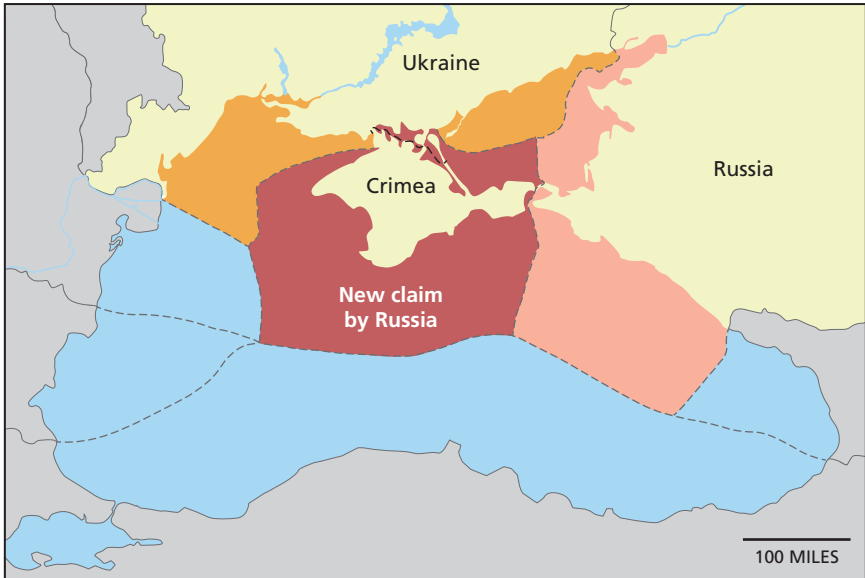 Ukraine
Russia
Crimea
New claim
by Russia
100 MILES